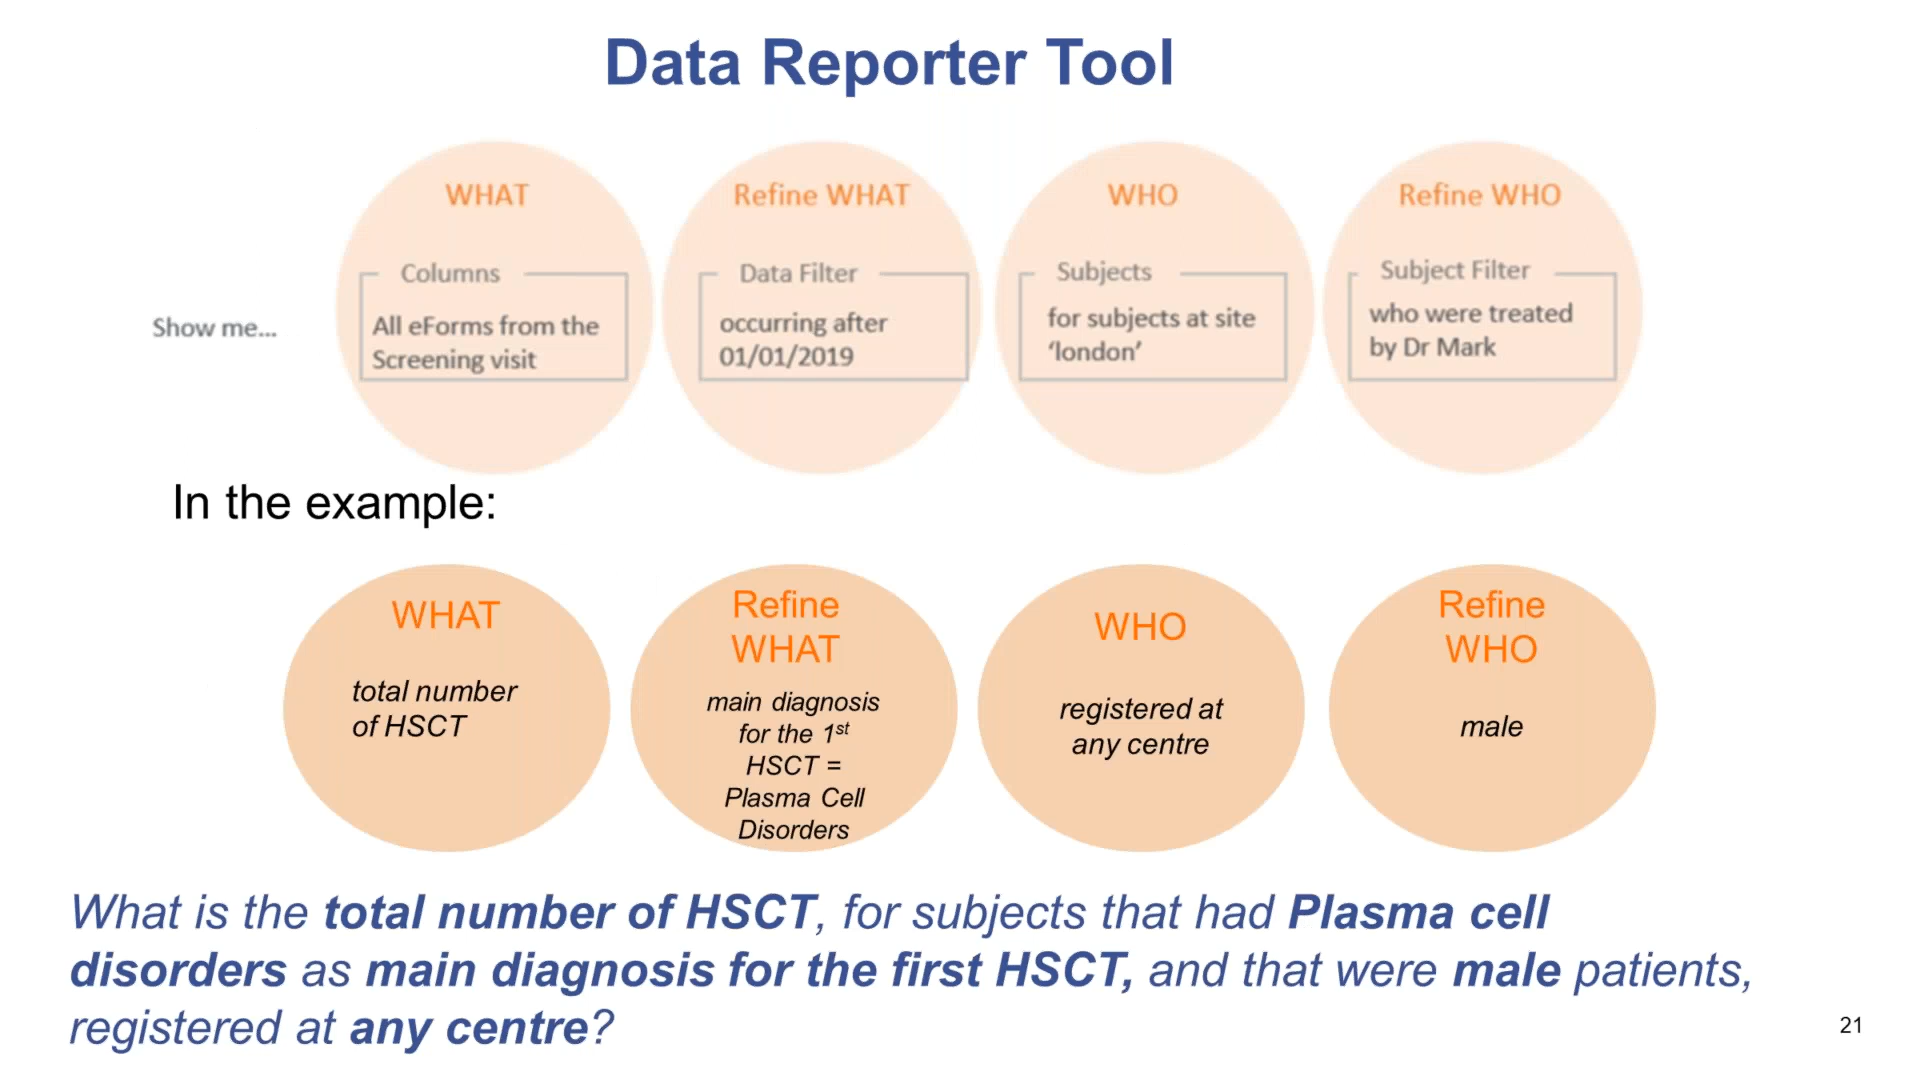 Data Reporter Tool
Show me...
WHAT
Columns
All eForms from the
Screening visit
Refine WHAT
Data Filter
occurring after
01/01/2019
WHO
Subjects
for subjects at site
‘london’
Refine WHO
Subject Filter
who were treated
by Dr Mark
In the example:
WHAT
total number
of HSCT
Refine
WHAT
main diagnosis
for the 1st
HSCT =
Plasma Cell
Disorders
WHO
registered at
any centre
Refine
WHO
male
What is the total number of HSCT, for subjects that had Plasma cell
disorders as main diagnosis for the first HSCT, and that were male patients,
registered at any centre?
21